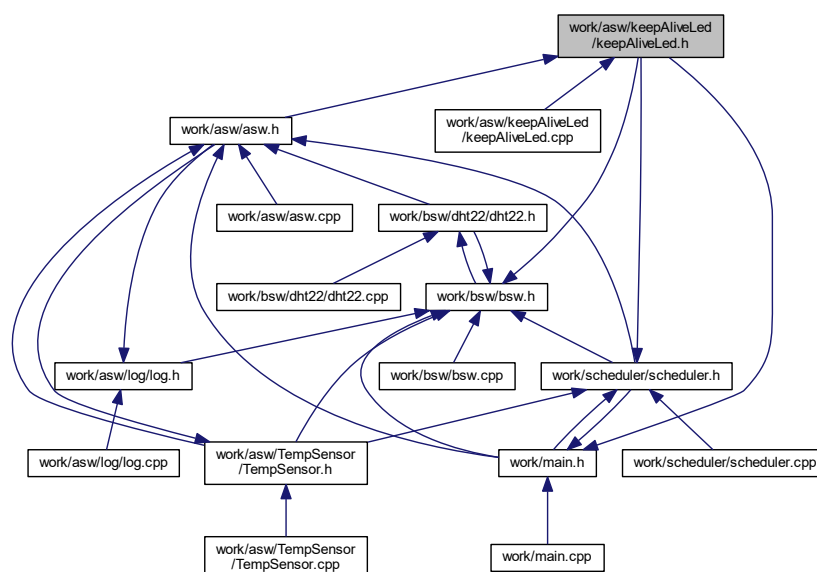 work/asw/keepAliveLed
/keepAliveLed.h
work/asw/asw.h
work/asw/keepAliveLed
/keepAliveLed.cpp
work/asw/asw.cpp
work/bsw/dht22/dht22.h
work/bsw/dht22/dht22.cpp
work/bsw/bsw.h
work/asw/log/log.h
work/bsw/bsw.cpp
work/scheduler/scheduler.h
work/asw/log/log.cpp
work/asw/TempSensor
/TempSensor.h
work/main.h
work/scheduler/scheduler.cpp
work/asw/TempSensor
/TempSensor.cpp
work/main.cpp